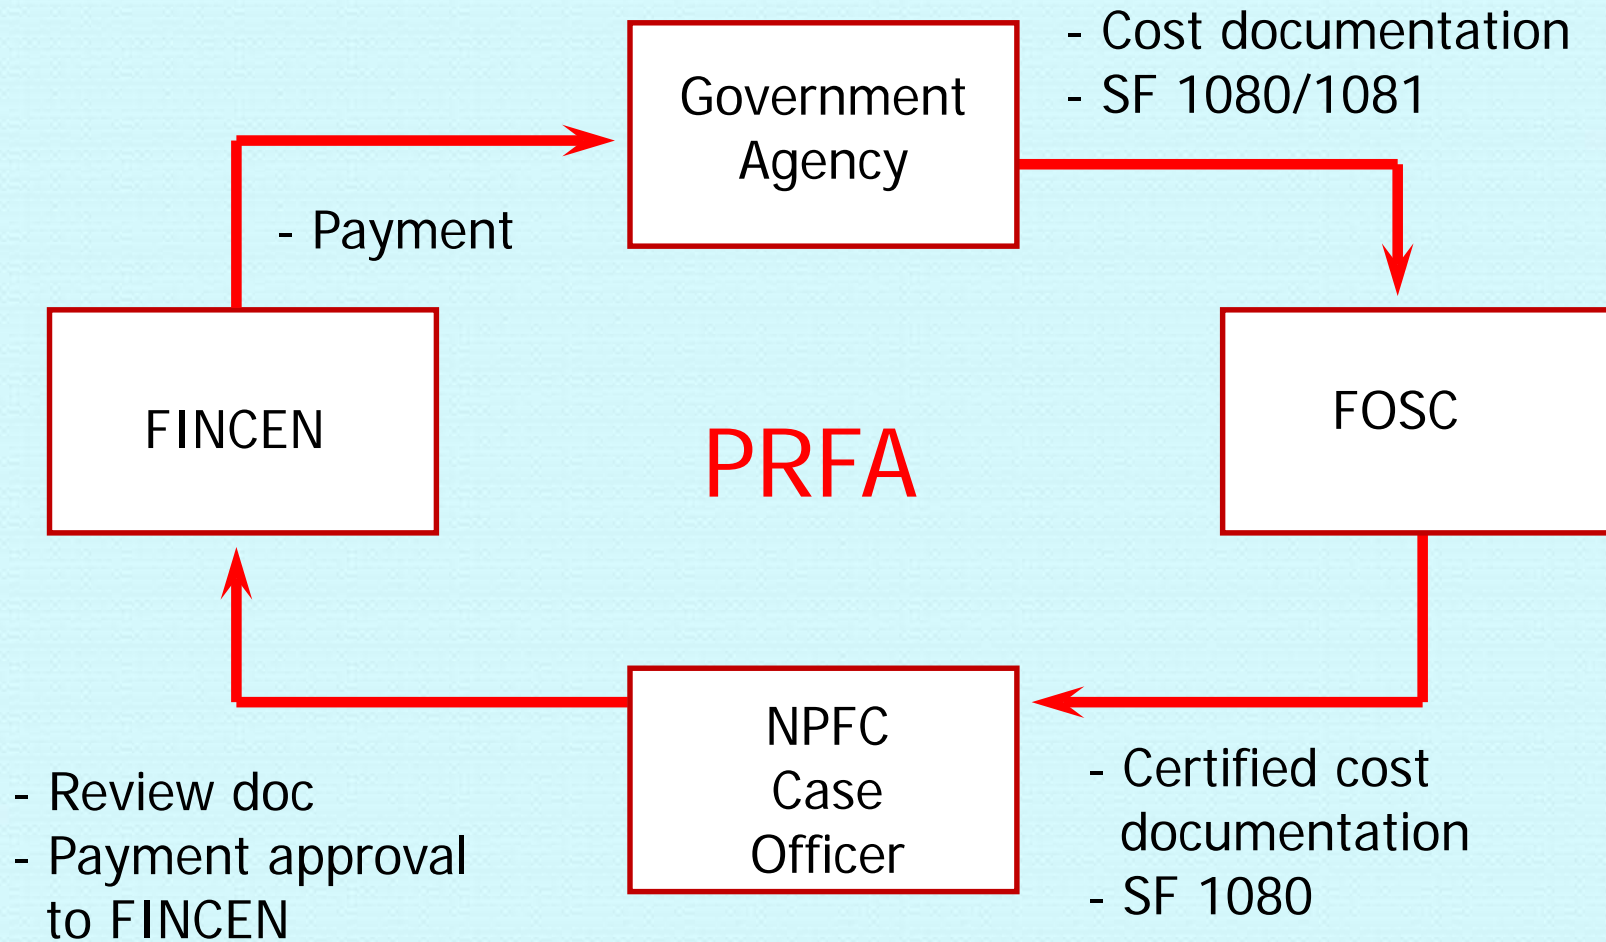 Government
Agency
- Cost documentation
- SF 1080/1081
- Payment
FINCEN
PRFA
FOSC
NPFC
Case
Officer
- Certified cost
documentation
- SF 1080
- Review doc
- Payment approval
to FINCEN